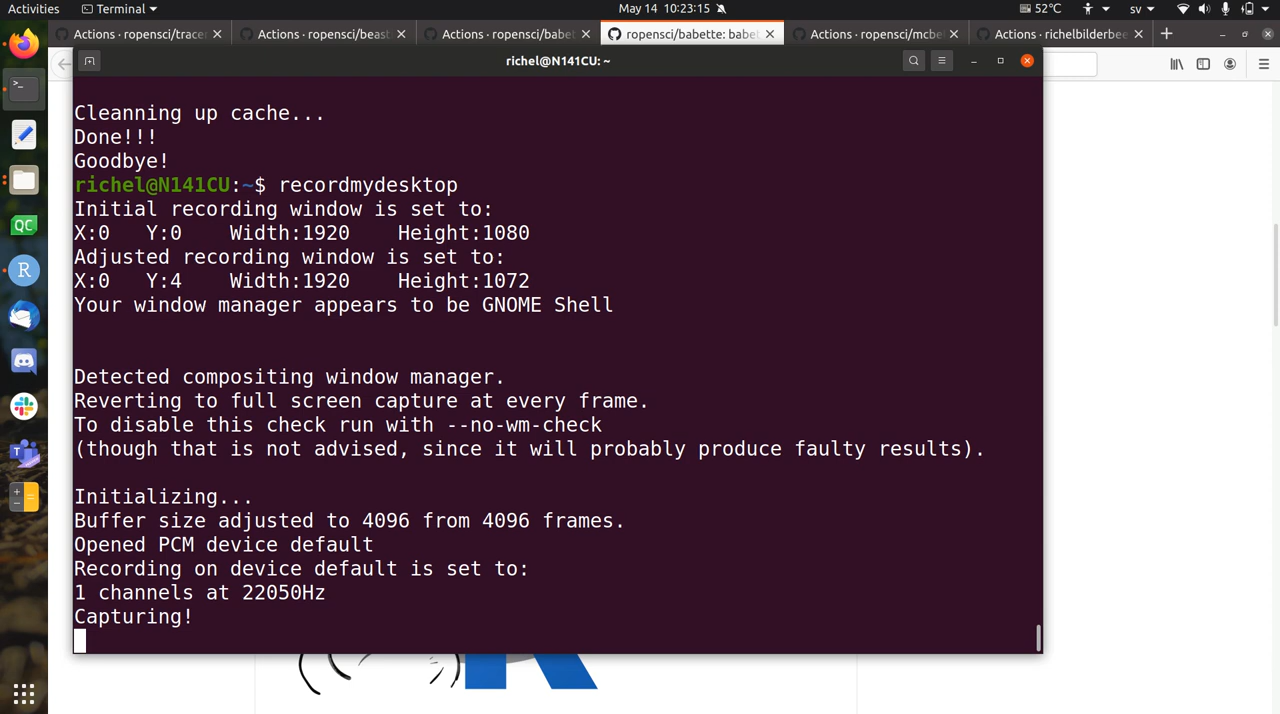 Activities
Terminal
May 14 10:23:15
52°C
sv
Actions · ropensci/tracer
Actions · ropensci/beast
Actions · ropensci/babet
ropensci/babette: babet
Actions · ropensci/mcbe
Actions · richelbilderbee
richel@N141CU: ~
Cleanning up cache...
Done!!!
Goodbye!
richel@N141CU:~$ recordmydesktop
Initial recording window is set to:
X:0   Y:0    Width:1920    Height:1080
Adjusted recording window is set to:
X:0   Y:4    Width:1920    Height:1072
Your window manager appears to be GNOME Shell
Detected compositing window manager.
Reverting to full screen capture at every frame.
To disable this check run with --no-wm-check
(though that is not advised, since it will probably produce faulty results).
Initializing...
Buffer size adjusted to 4096 from 4096 frames.
Opened PCM device default
Recording on device default is set to:
1 channels at 22050Hz
Capturing!
QC
R
T